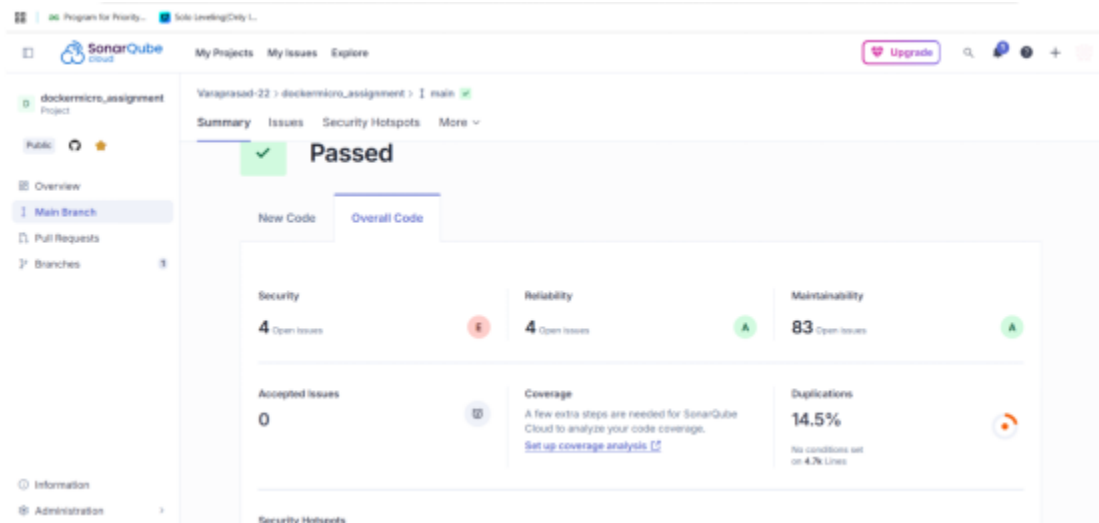 Program for Priority... Solo Leveling(Only I...
SonarQube cloud My Projects My Issues Explore Upgrade
dockermicro_assignment
Project
Varaprasad-22 > dockermicro_assignment > main
Summary Issues Security Hotspots More
Public
Passed
Overview
Main Branch
Pull Requests
Branches 1
New Code Overall Code
Security Reliability Maintainability
4 Open issues E 4 Open issues A 83 Open issues A
Accepted Issues Coverage Duplications
0 A few extra steps are needed for SonarQube
Cloud to analyze your code coverage.
Set up coverage analysis
14.5%
No conditions set
on 4.7k Lines
Information
Administration
Security Hotspots